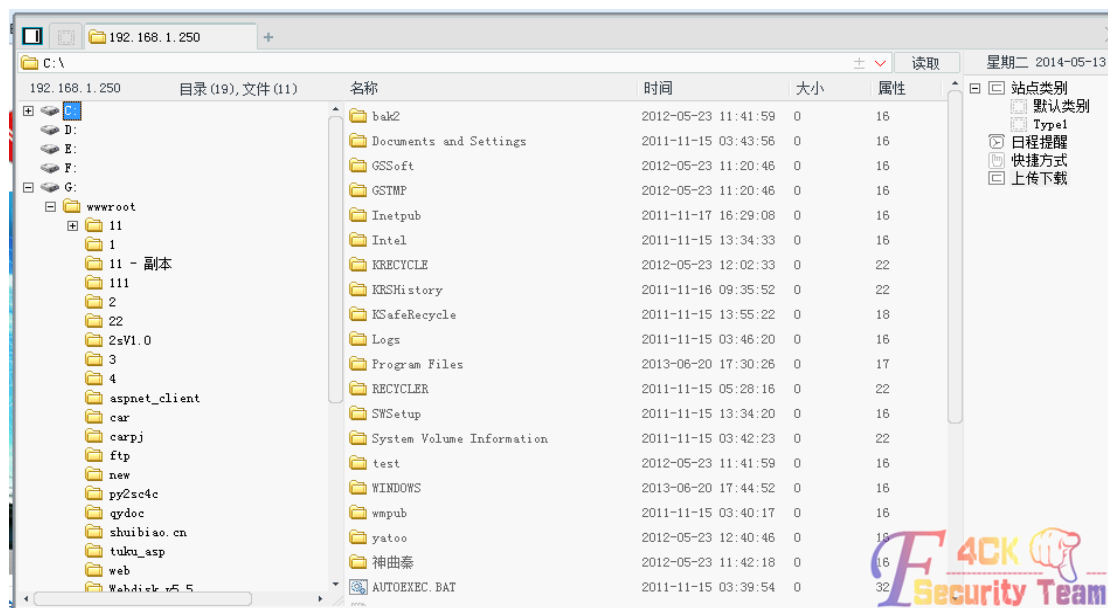 192.168.1.250
+
C:\
读取
星期二 2014-05-13
192.168.1.250 目录(19),文件(11)
名称 时间 大小 属性
C:
D:
E:
F:
G:
wwwroot
11
1
11 - 副本
111
2
22
2sV1.0
3
4
aspnet_client
car
carpj
ftp
new
py2sc4c
qydoc
shuibiao.cn
tuku_asp
web
Webdisk v5.5
bak2 2012-05-23 11:41:59 0 16
Documents and Settings 2011-11-15 03:43:56 0 16
GSSoft 2012-05-23 11:20:46 0 16
GSTMP 2012-05-23 11:20:46 0 16
Inetpub 2011-11-17 16:29:08 0 16
Intel 2011-11-15 13:34:33 0 16
KRECYCLE 2012-05-23 12:02:33 0 22
KRSHistory 2011-11-16 09:35:52 0 22
KSafeRecycle 2011-11-15 13:55:22 0 18
Logs 2011-11-15 03:46:20 0 16
Program Files 2013-06-20 17:30:26 0 17
RECYCLER 2011-11-15 05:28:16 0 22
SWSetup 2011-11-15 13:34:20 0 16
System Volume Information 2011-11-15 03:42:23 0 22
test 2012-05-23 11:41:59 0 16
WINDOWS 2013-06-20 17:44:52 0 16
wmpub 2011-11-15 03:40:17 0 16
yatoo 2012-05-23 12:40:46 0 18
神曲秦 2012-05-23 11:42:18 0 16
AUTOEXEC.BAT 2011-11-15 03:39:54 0 32
站点类别
默认类别
Type1
日程提醒
快捷方式
上传下载
F4CK
Security Team